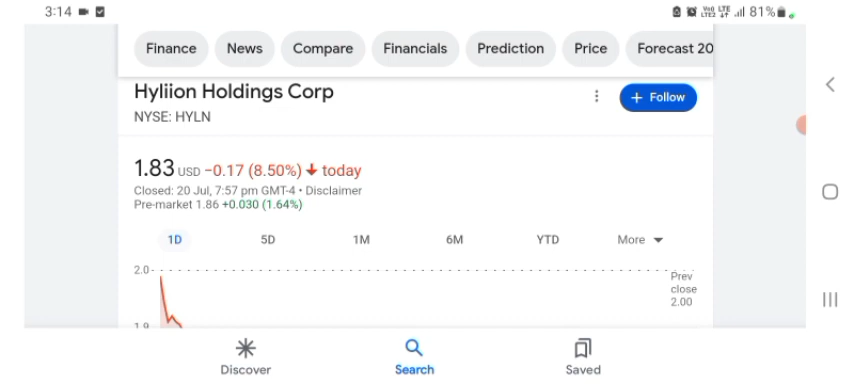 3:14 81%
Finance News Compare Financials Prediction Price Forecast 20
Hyliion Holdings Corp
+ Follow
NYSE: HYLN
1.83 USD −0.17 (8.50%) today
Closed: 20 Jul, 7:57 pm GMT-4 • Disclaimer
Pre-market 1.86 +0.030 (1.64%)
1D 5D 1M 6M YTD More
2.0
Prev
close
2.00
1.9
Discover Search Saved